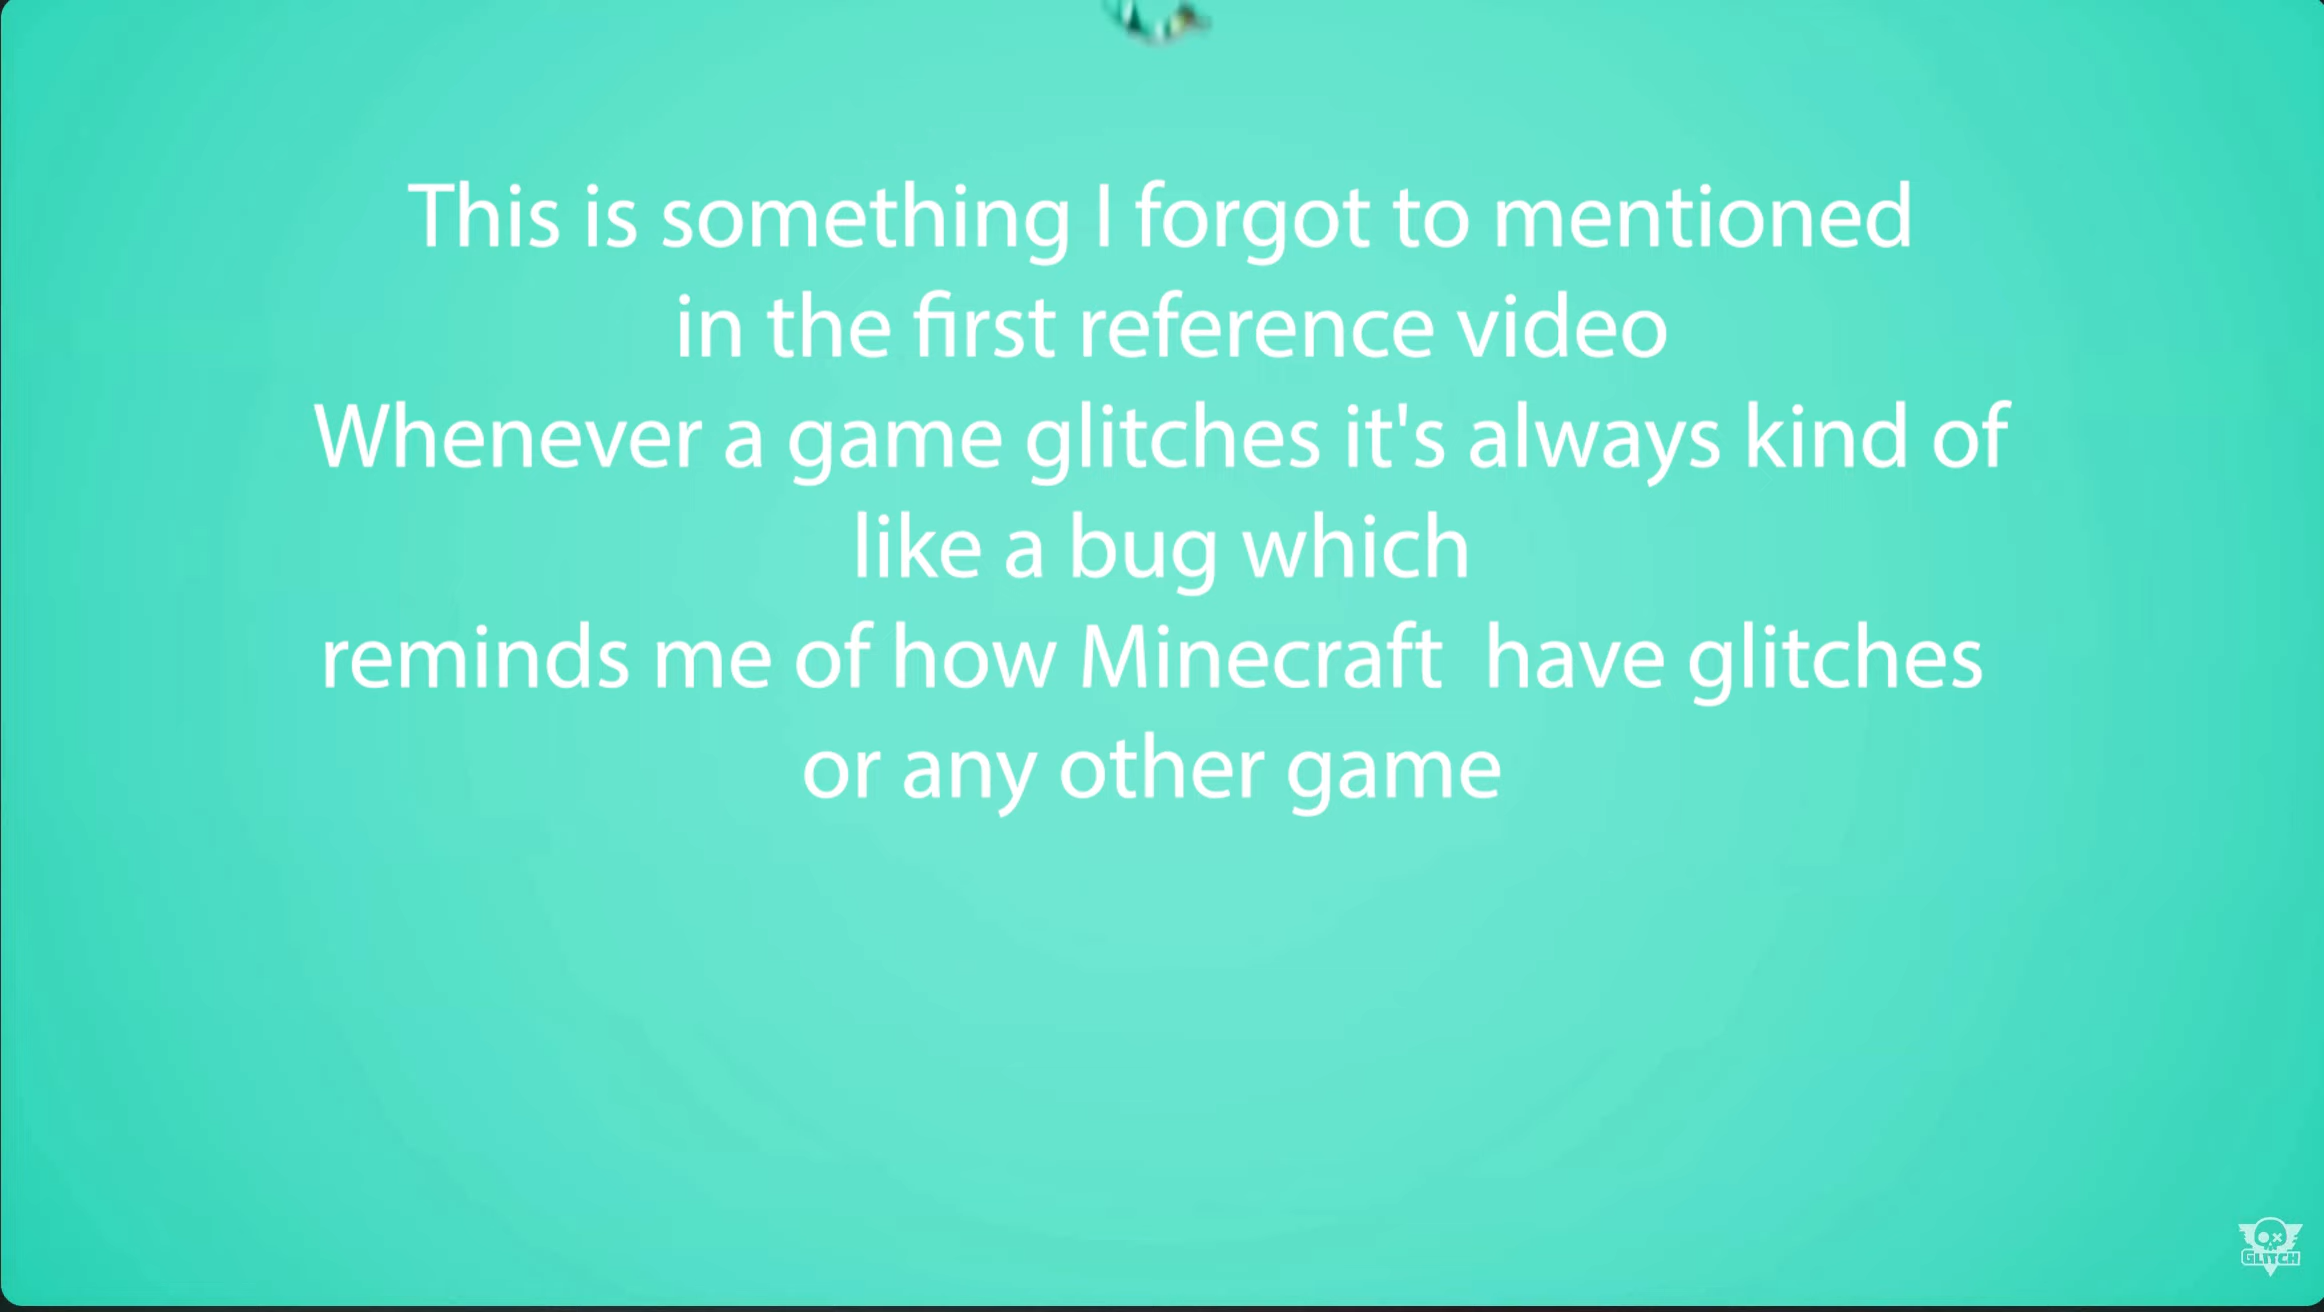 This is something I forgot to mentioned
in the first reference video
Whenever a game glitches it's always kind of
like a bug which
reminds me of how Minecraft  have glitches
or any other game
GLITCH